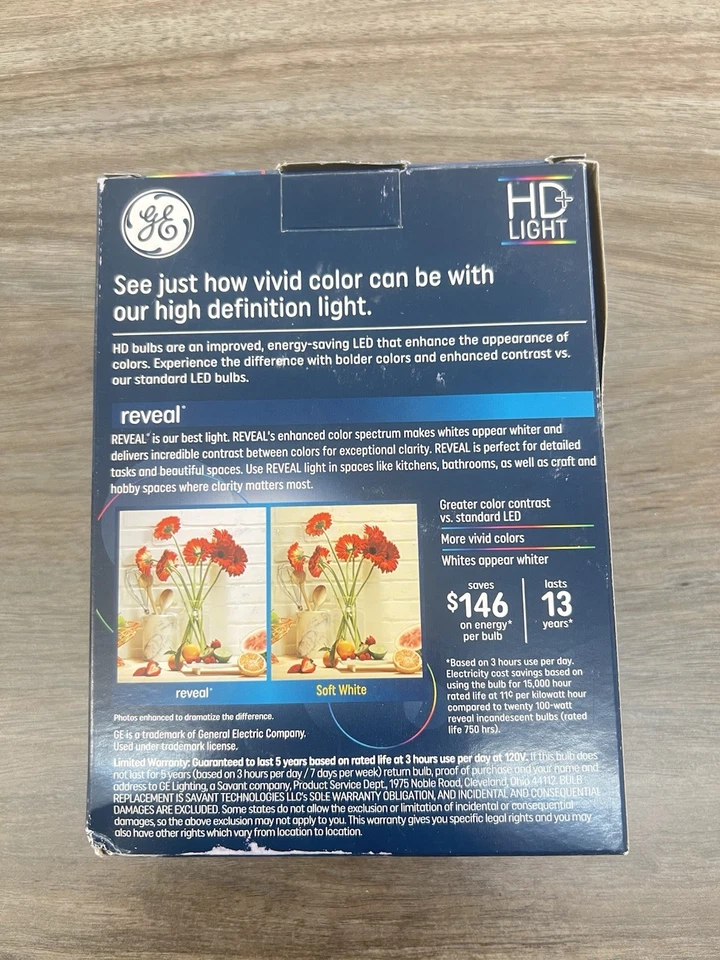 GE
HD+
LIGHT
See just how vivid color can be with
our high definition light.
HD bulbs are an improved, energy-saving LED that enhance the appearance of
colors. Experience the difference with bolder colors and enhanced contrast vs.
our standard LED bulbs.
reveal®
REVEAL® is our best light. REVEAL's enhanced color spectrum makes whites appear whiter and
delivers incredible contrast between colors for exceptional clarity. REVEAL is perfect for detailed
tasks and beautiful spaces. Use REVEAL light in spaces like kitchens, bathrooms, as well as craft and
hobby spaces where clarity matters most.
reveal®
Soft White
Greater color contrast
vs. standard LED
More vivid colors
Whites appear whiter
saves
$146
on energy*
per bulb
lasts
13
years*
*Based on 3 hours use per day.
Electricity cost savings based on
using the bulb for 15,000 hour
rated life at 11¢ per kilowatt hour
compared to twenty 100-watt
reveal incandescent bulbs (rated
life 750 hrs).
Photos enhanced to dramatize the difference.
GE is a trademark of General Electric Company.
Used under trademark license.
Limited Warranty: Guaranteed to last 5 years based on rated life at 3 hours use per day at 120V. If this bulb does
not last for 5 years (based on 3 hours per day / 7 days per week) return bulb, proof of purchase and your name and
address to GE Lighting, a Savant company, Product Service Dept., 1975 Noble Road, Cleveland, Ohio 44112. BULB
REPLACEMENT IS SAVANT TECHNOLOGIES LLC's SOLE WARRANTY OBLIGATION, AND INCIDENTAL AND CONSEQUENTIAL
DAMAGES ARE EXCLUDED. Some states do not allow the exclusion or limitation of incidental or consequential
damages, so the above exclusion may not apply to you. This warranty gives you specific legal rights and you may
also have other rights which vary from location to location.